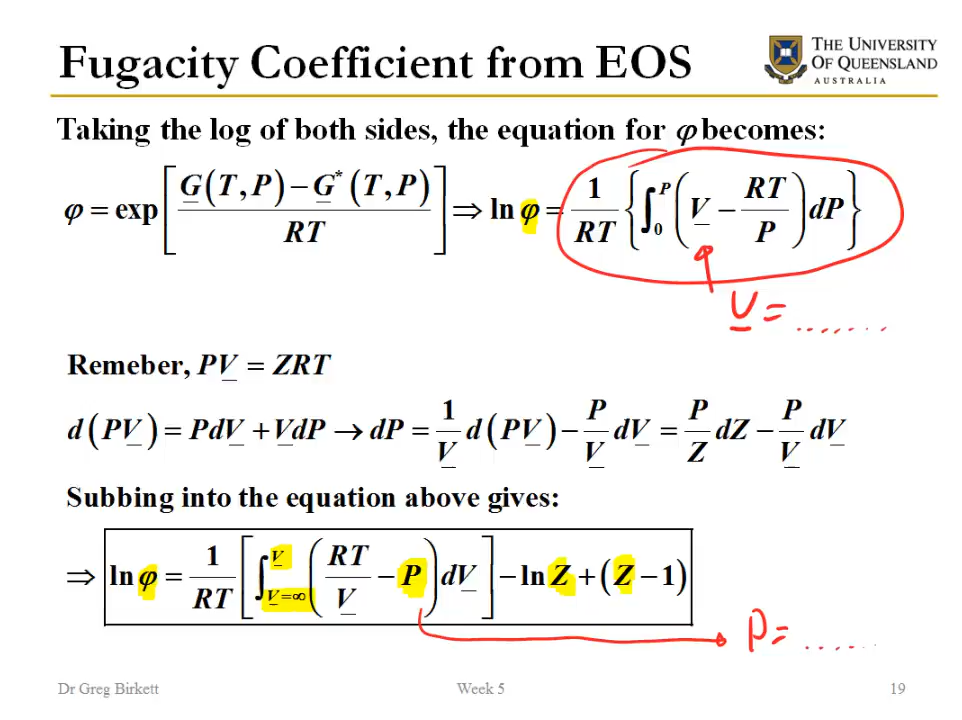 Fugacity Coefficient from EOS
THE UNIVERSITY
OF QUEENSLAND
AUSTRALIA
Taking the log of both sides, the equation for φ becomes:
φ = exp[(G(T,P) − G*(T,P))/RT] ⇒ ln φ = 1/RT {∫₀ᴾ (V − RT/P) dP}
V = .......
Remeber, PV = ZRT
d(PV) = PdV + VdP → dP = 1/V d(PV) − P/V dV = P/Z dZ − P/V dV
Subbing into the equation above gives:
⇒ ln φ = 1/RT [∫_{V=∞}^{V} (RT/V − P) dV] − ln Z + (Z − 1)
P = .......
Dr Greg Birkett
Week 5
19